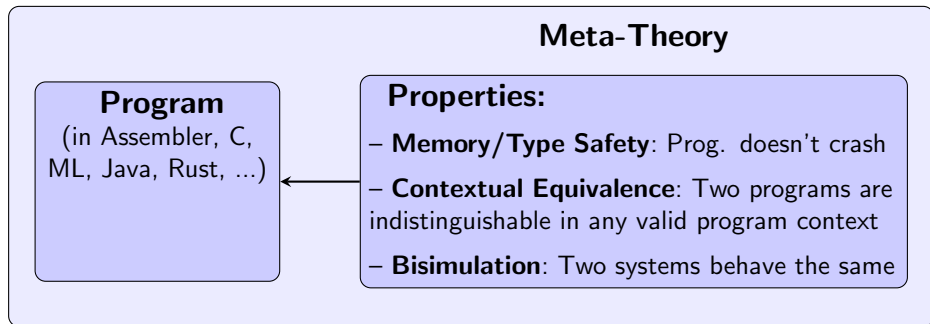 Meta-Theory
Program
(in Assembler, C,
ML, Java, Rust, ...)
Properties:
– Memory/Type Safety: Prog. doesn't crash
– Contextual Equivalence: Two programs are
indistinguishable in any valid program context
– Bisimulation: Two systems behave the same